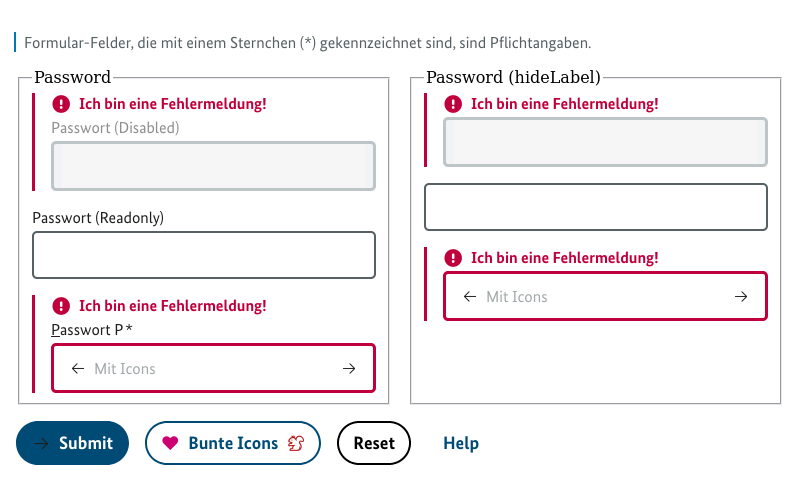 Formular-Felder, die mit einem Sternchen (*) gekennzeichnet sind, sind Pflichtangaben.
Password
Ich bin eine Fehlermeldung!
Passwort (Disabled)
Passwort (Readonly)
Ich bin eine Fehlermeldung!
Passwort P*
Mit Icons
Password (hideLabel)
Ich bin eine Fehlermeldung!
Ich bin eine Fehlermeldung!
Mit Icons
Submit
Bunte Icons
Reset
Help